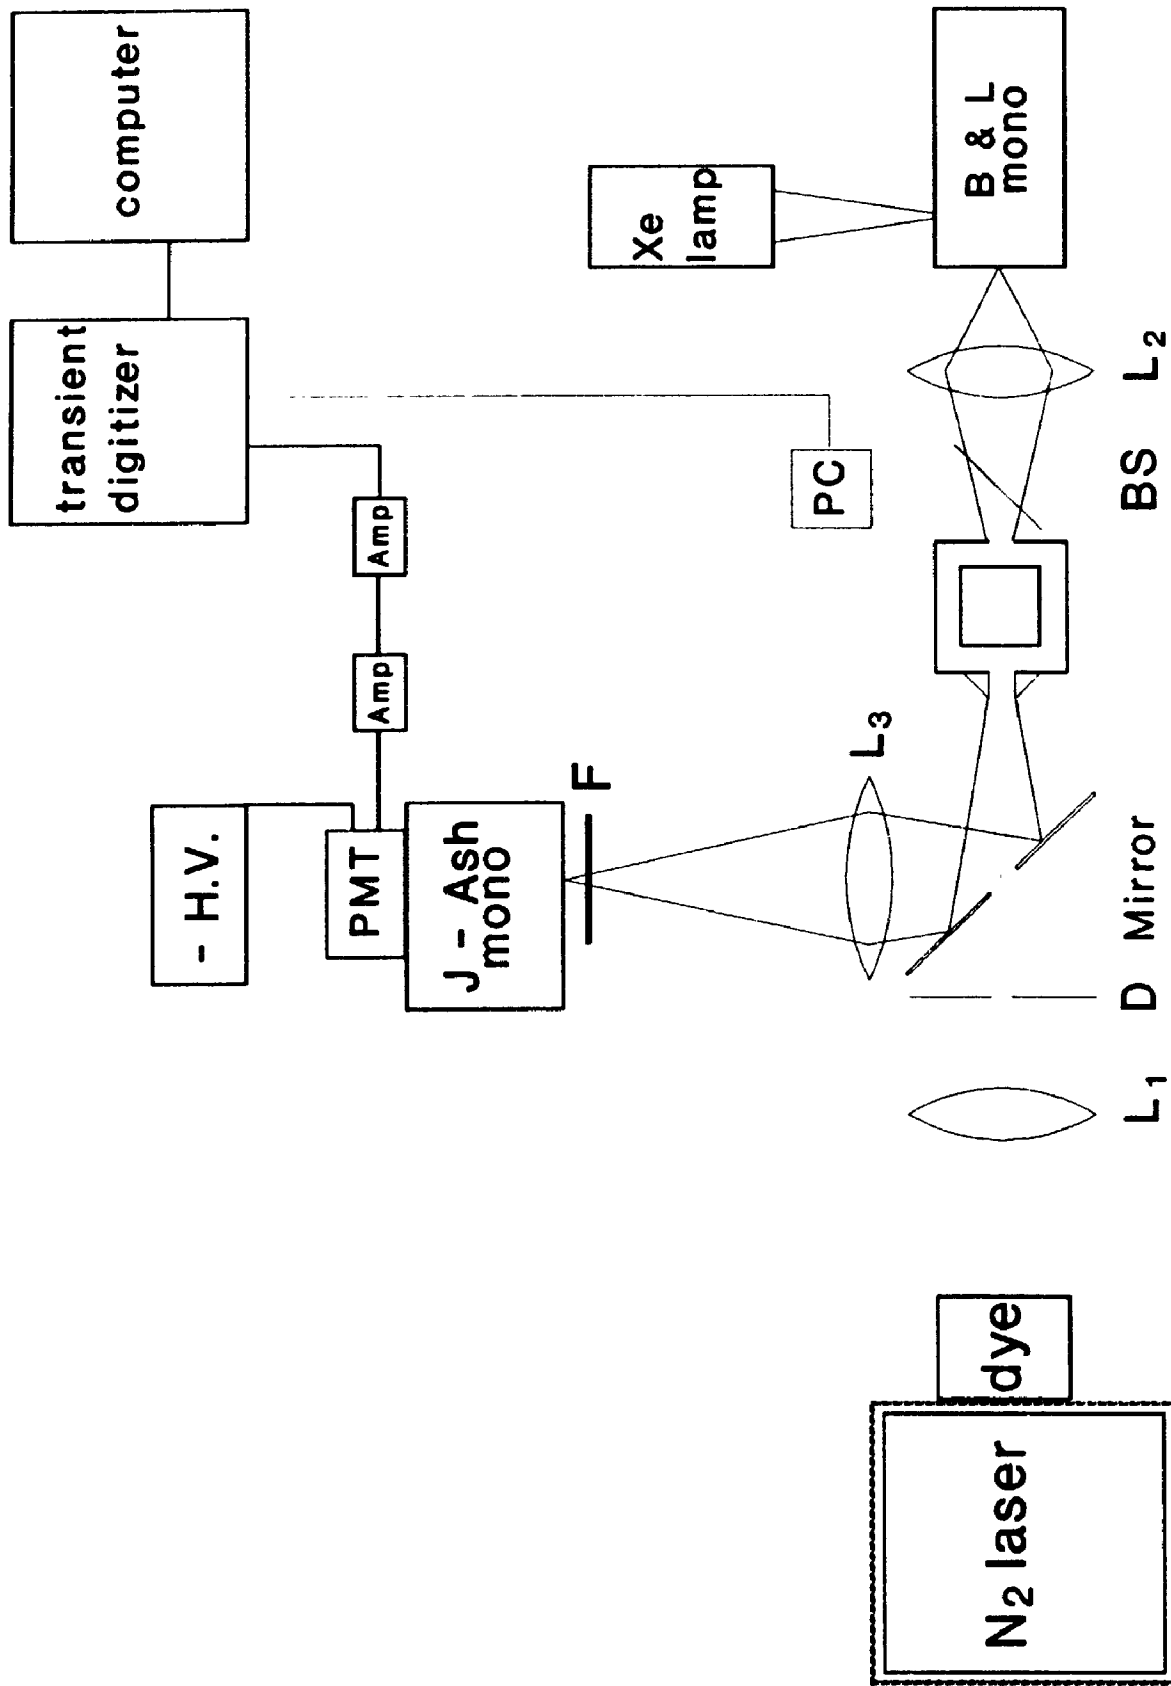 computer
transient
digitizer
Xe
lamp
B & L
mono
Amp
Amp
PC
- H.V.
PMT
J - Ash
mono
F
L3
L2
BS
Mirror
D
L1
dye
N2 laser